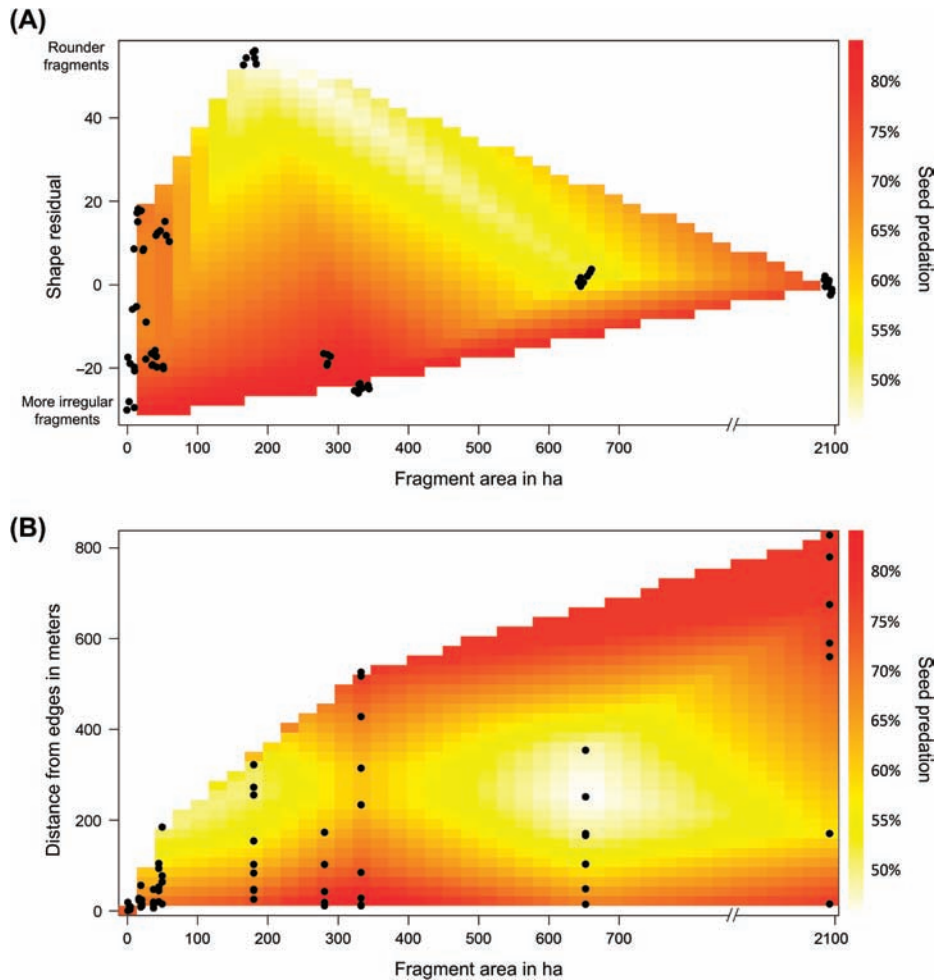 (A)
Rounder
fragments
40
20
0
−20
More irregular
fragments
Shape residual
0 100 200 300 400 500 600 700 // 2100
Fragment area in ha
80%
75%
70%
65%
60%
55%
50%
Seed predation
(B)
800
600
400
200
0
Distance from edges in meters
0 100 200 300 400 500 600 700 // 2100
Fragment area in ha
80%
75%
70%
65%
60%
55%
50%
Seed predation